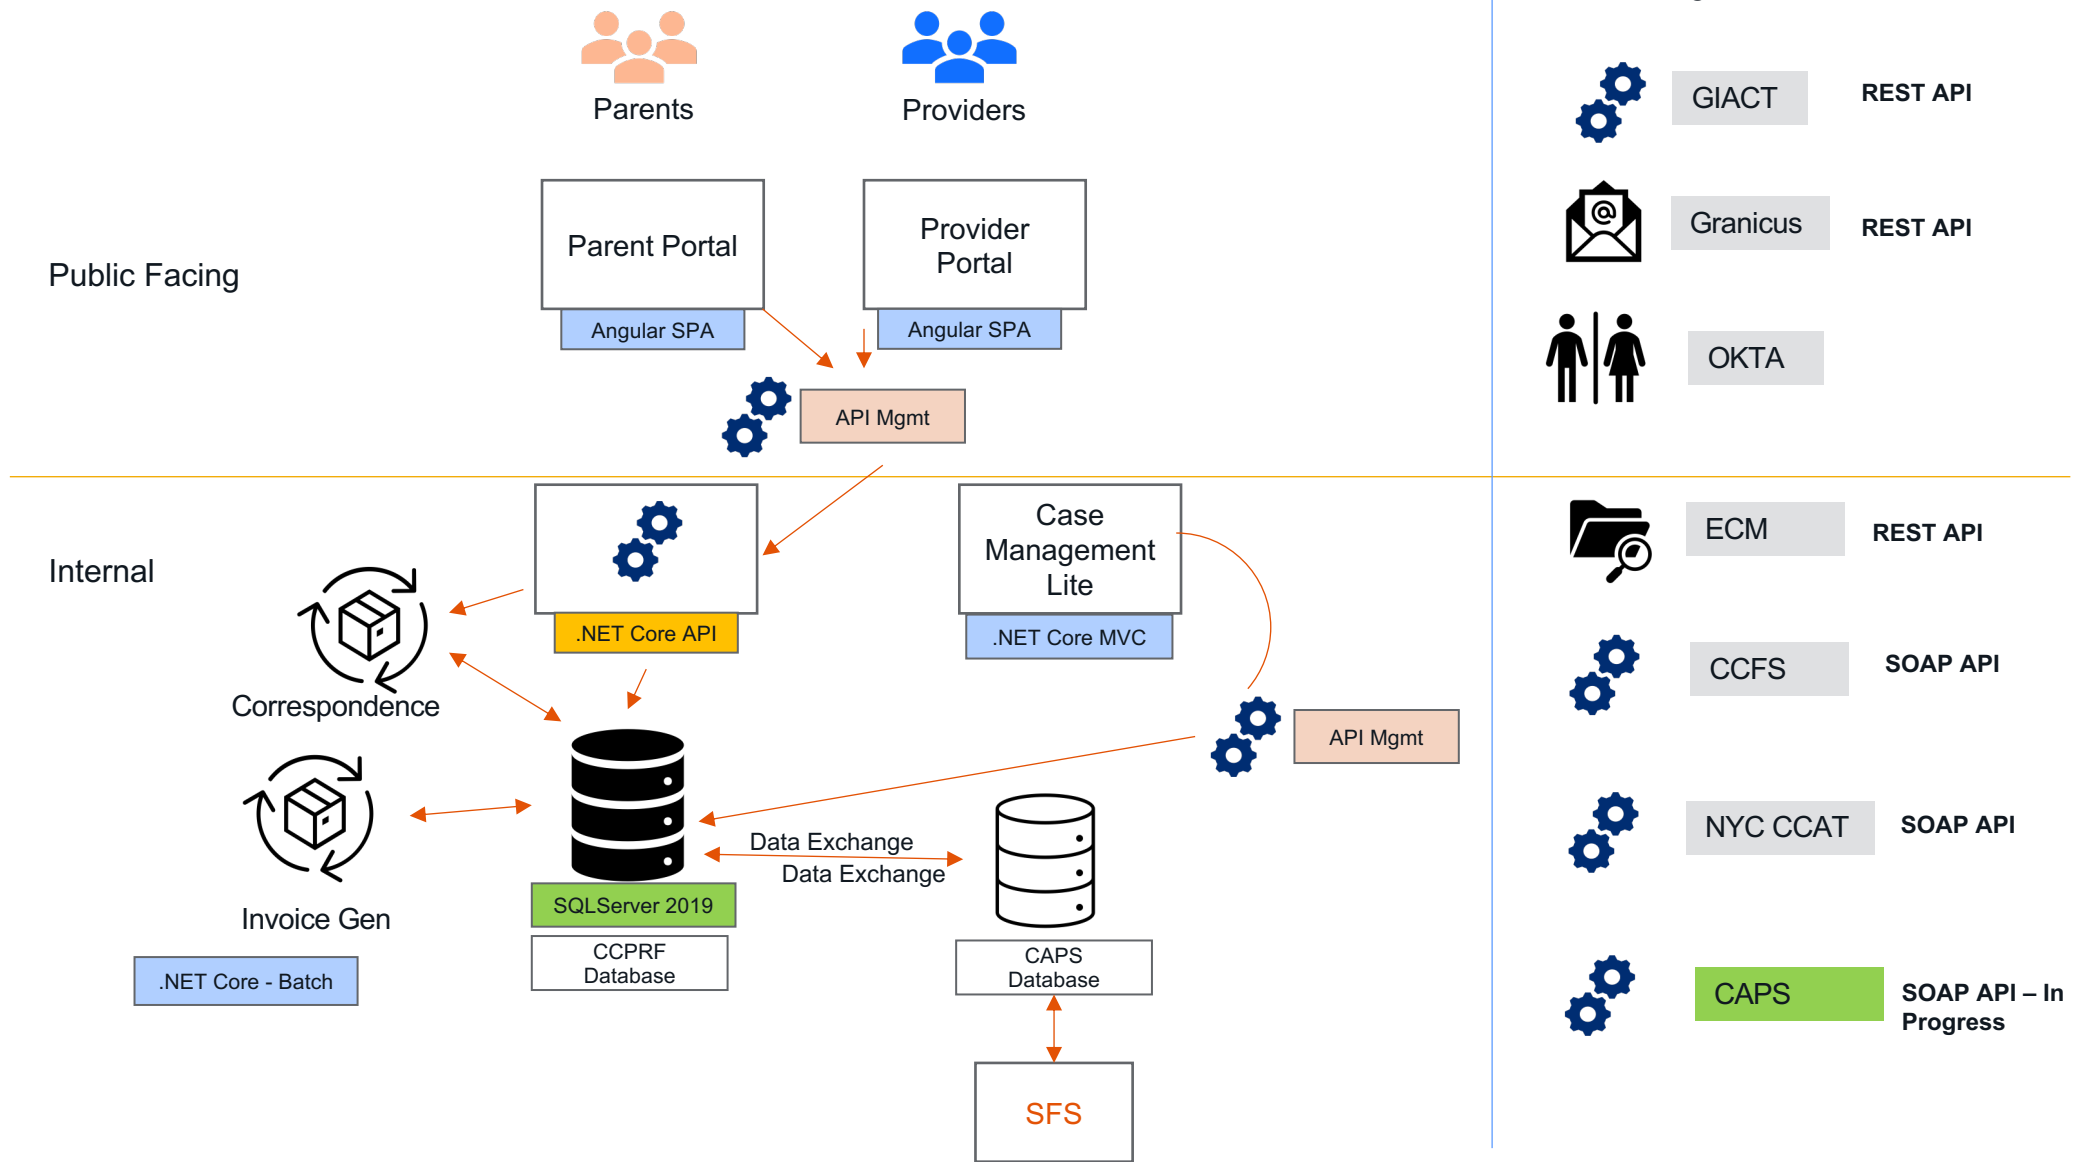 Parents
Providers
GIACT
REST API
Parent Portal
Provider
Portal
Granicus
REST API
Public Facing
Angular SPA
Angular SPA
OKTA
API Mgmt
Internal
Case
Management
Lite
ECM
REST API
.NET Core API
.NET Core MVC
CCFS
SOAP API
Correspondence
API Mgmt
NYC CCAT
SOAP API
Data Exchange
Data Exchange
SQLServer 2019
Invoice Gen
CCPRF
Database
CAPS
Database
.NET Core - Batch
CAPS
SOAP API – In
Progress
SFS